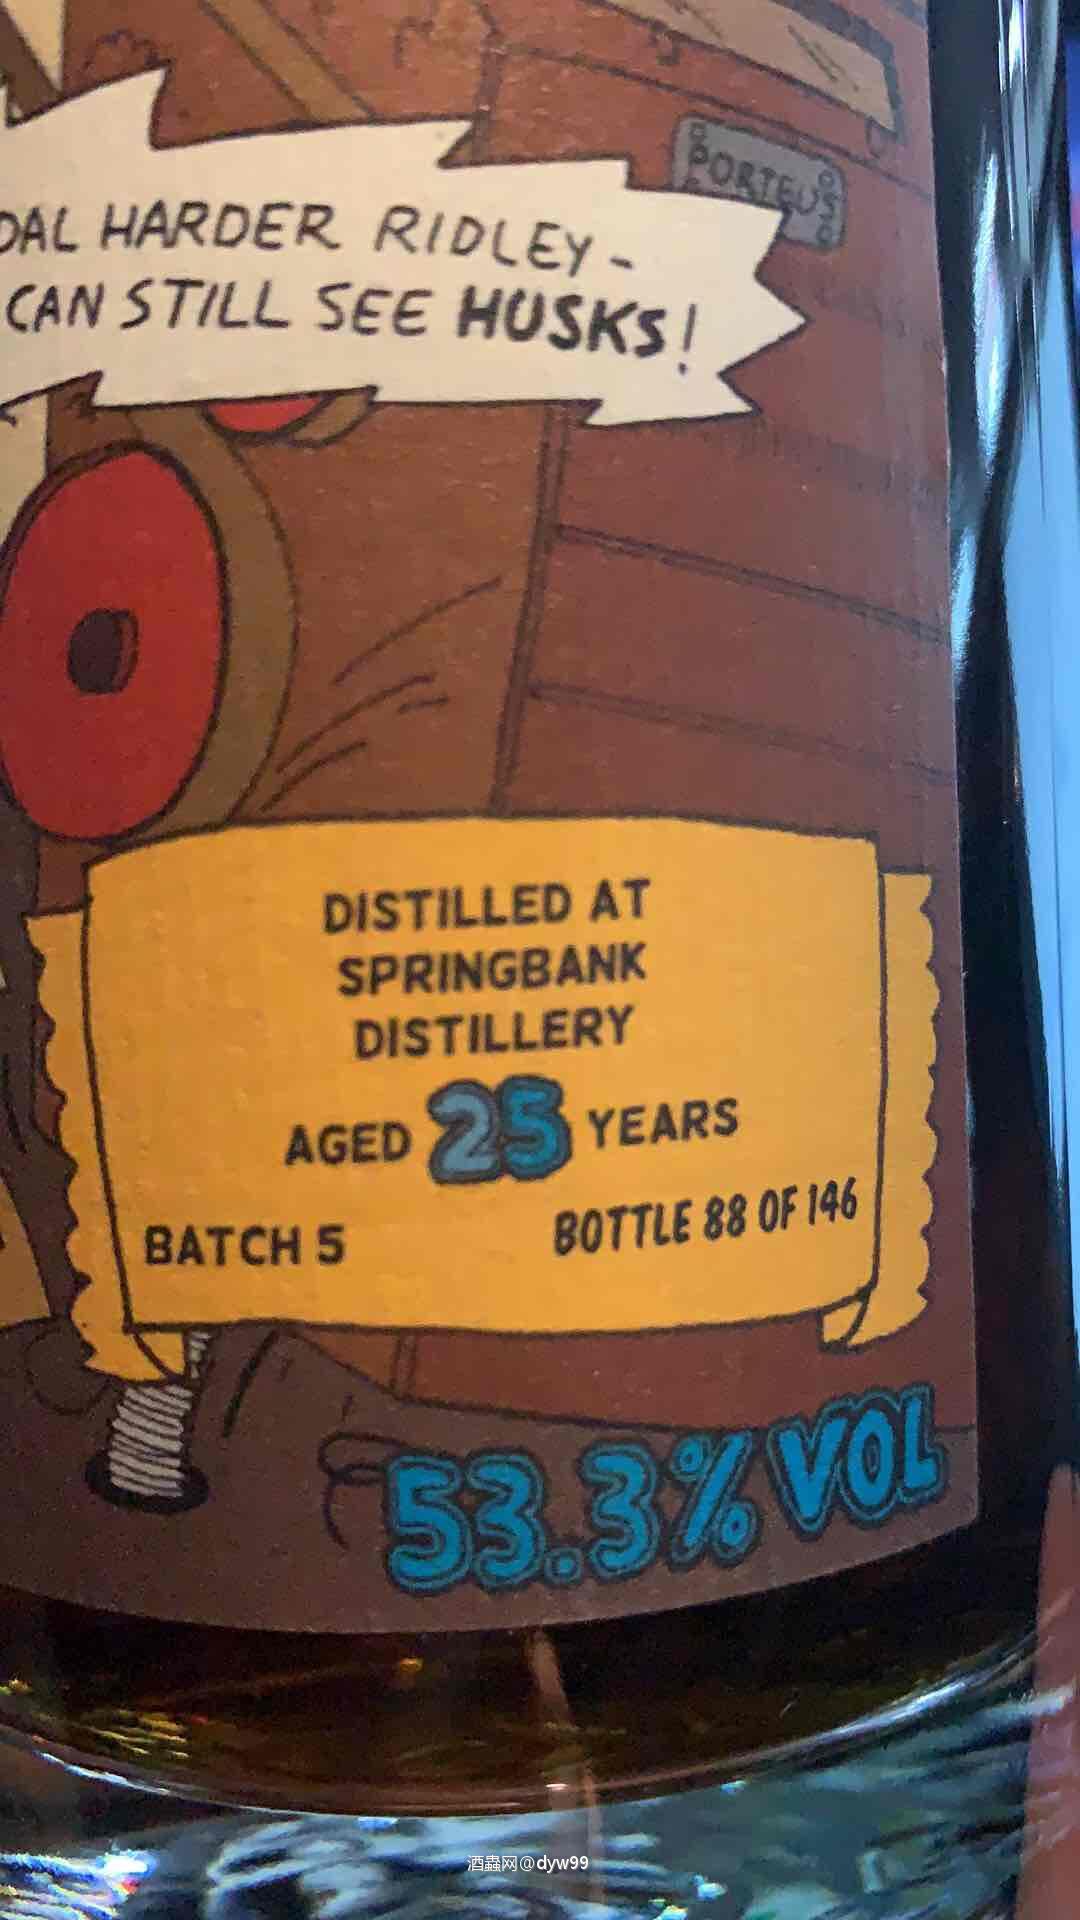 PORTEUS
DAL HARDER RIDLEY -
CAN STILL SEE HUSKS!
DISTILLED AT
SPRINGBANK
DISTILLERY
AGED 25 YEARS
BATCH 5
BOTTLE 88 OF 146
53.3% VOL
酒蟲网@dyw99